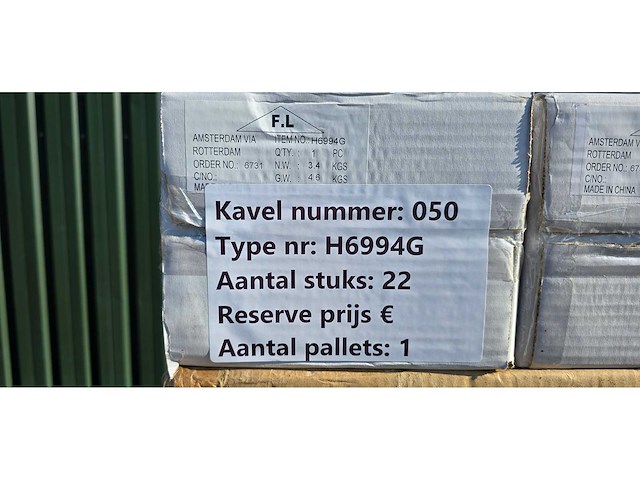 F.L
AMSTERDAM VIA ITEM NO.: H6994G
ROTTERDAM Q'TY : 1 PC
ORDER NO.: 6731 N.W. : 3.4 KGS
C/NO.: G.W. : 4.6 KGS
Kavel nummer: 050
Type nr: H6994G
Aantal stuks: 22
Reserve prijs €
Aantal pallets: 1
AMSTERDAM
ROTTERDAM
ORDER NO.:
C/NO.:
MADE IN CHINA